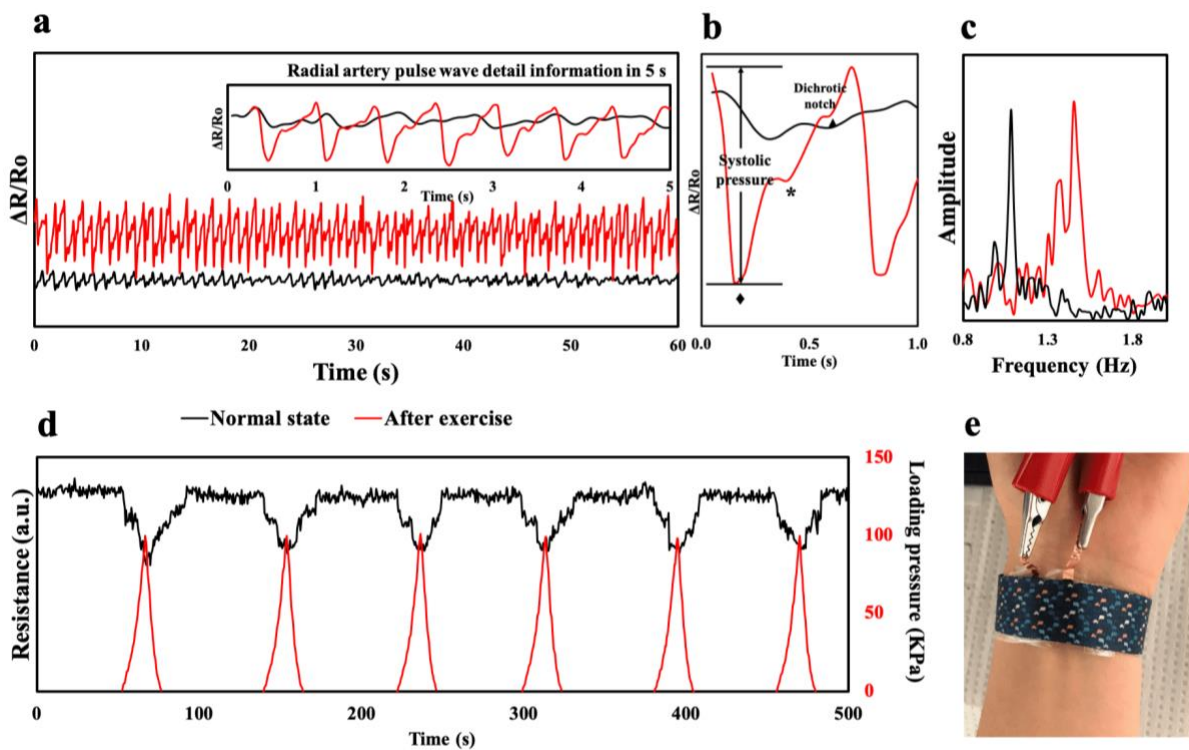 a
b
c
Radial artery pulse wave detail information in 5 s
ΔR/Ro
0 1 2 3 4 5
Time (s)
ΔR/Ro
0 10 20 30 40 50 60
Time (s)
Dichrotic
notch
Systolic
pressure
*
ΔR/Ro
0.0 0.5 1.0
Time (s)
Amplitude
0.8 1.3 1.8
Frequency (Hz)
Normal state After exercise
d
e
Resistance (a.u.)
150
100
50
0
Loading pressure (KPa)
0 100 200 300 400 500
Time (s)